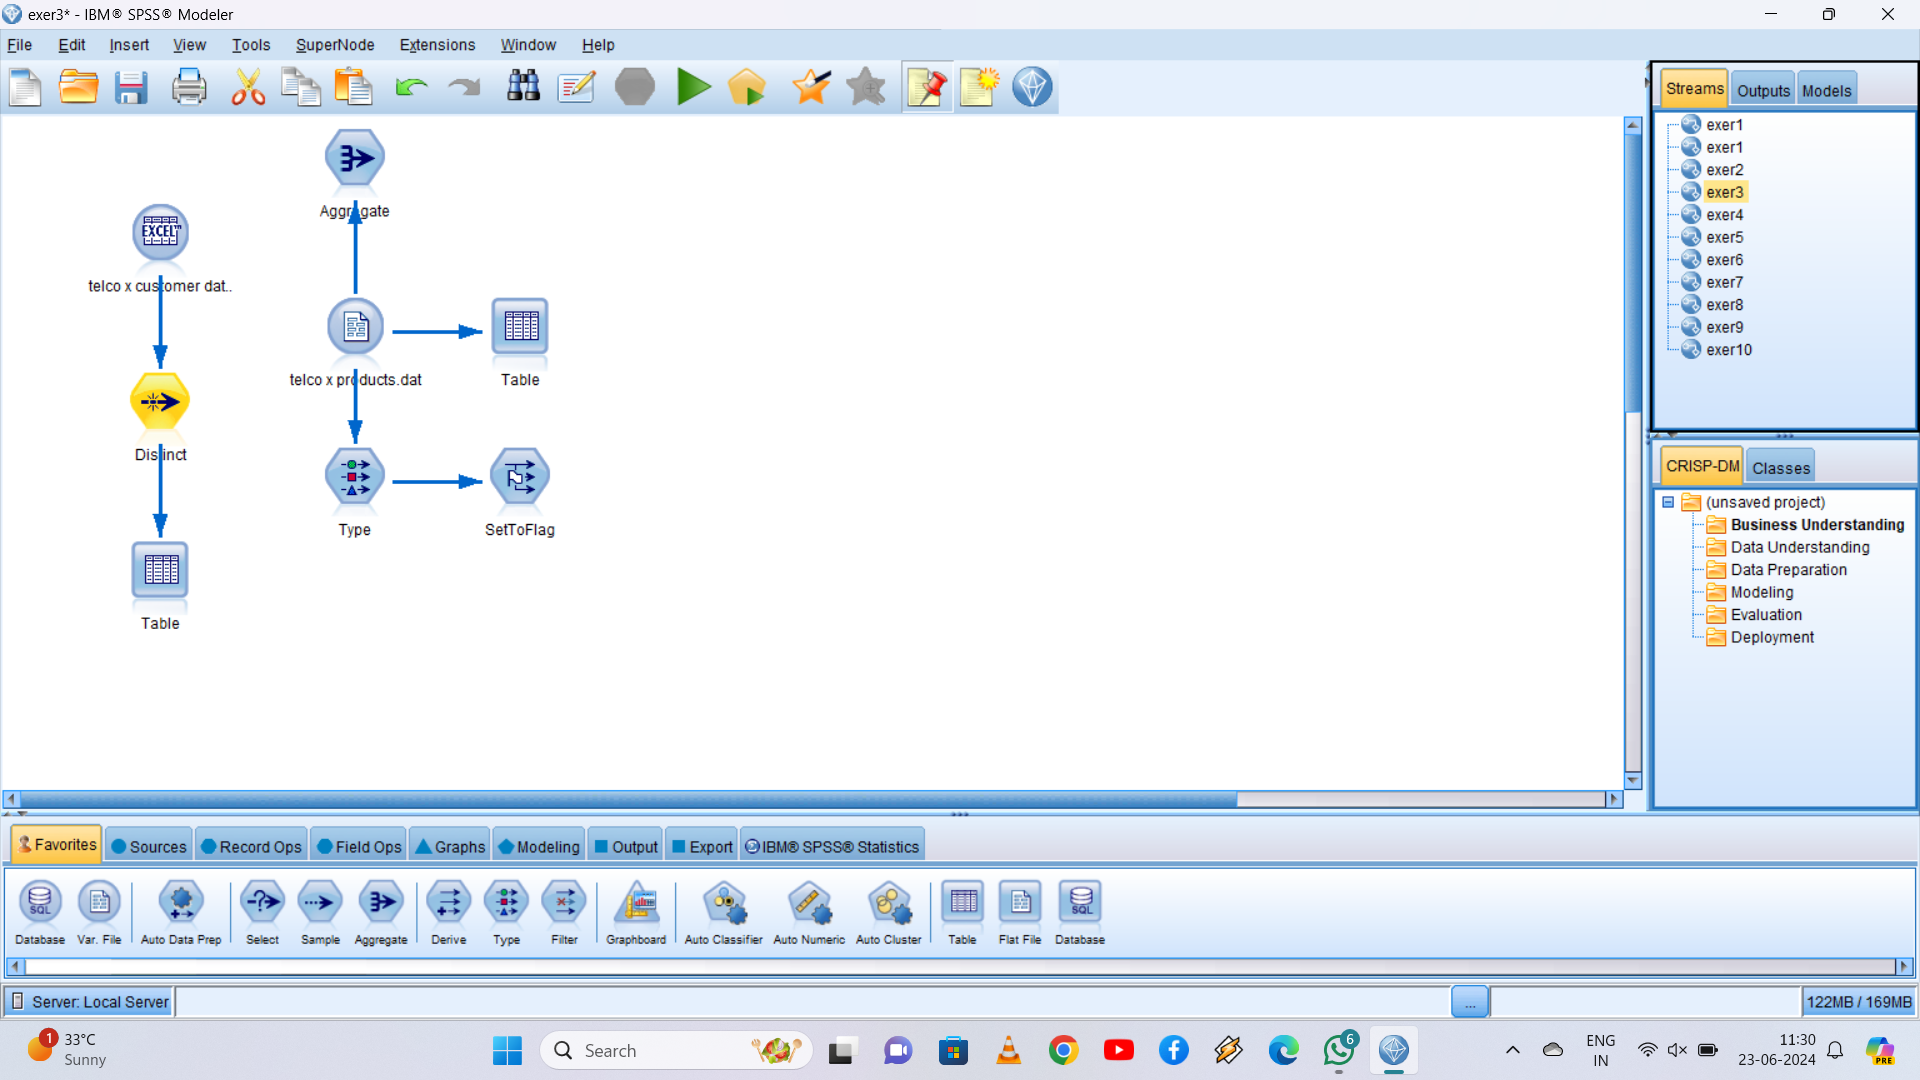 exer3* - IBM® SPSS® Modeler
File Edit Insert View Tools SuperNode Extensions Window Help
Aggregate
EXCEL™
telco x customer dat..
telco x products.dat
Table
Distinct
Type
SetToFlag
Table
Streams Outputs Models
exer1
exer1
exer2
exer3
exer4
exer5
exer6
exer7
exer8
exer9
exer10
CRISP-DM Classes
(unsaved project)
Business Understanding
Data Understanding
Data Preparation
Modeling
Evaluation
Deployment
Favorites Sources Record Ops Field Ops Graphs Modeling Output Export IBM® SPSS® Statistics
SQL SQL
Database Var. File Auto Data Prep Select Sample Aggregate Derive Type Filter Graphboard Auto Classifier Auto Numeric Auto Cluster Table Flat File Database
Server: Local Server ... 122MB / 169MB
1 33°C
Sunny
Search
6
ENG
IN
11:30
23-06-2024
PRE